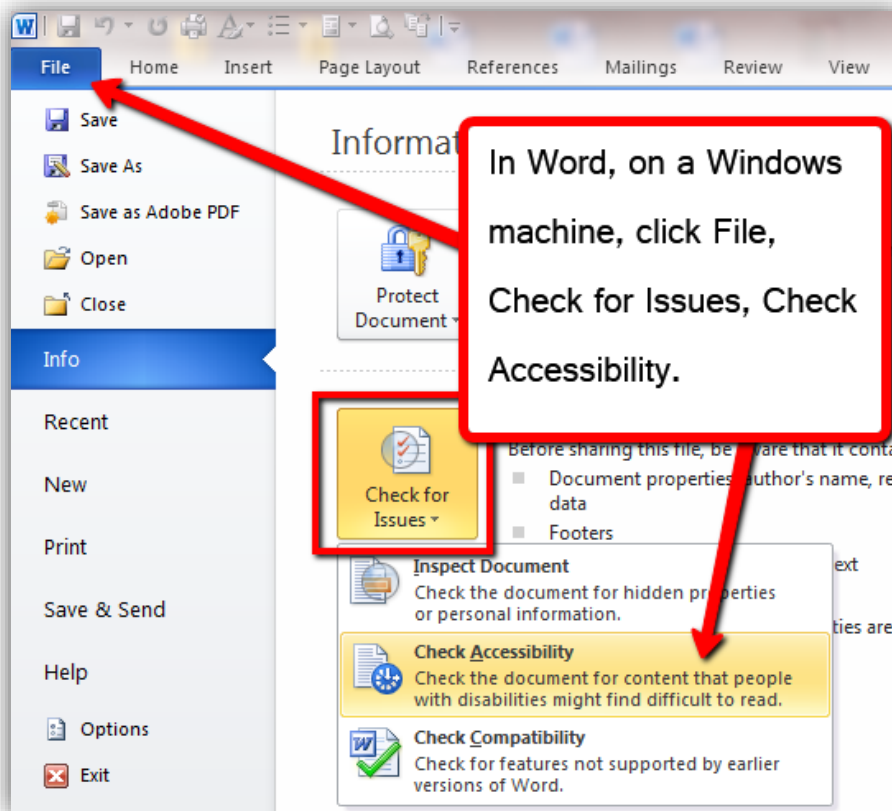 W
File Home Insert Page Layout References Mailings Review View
Save
Save As
Save as Adobe PDF
Open
Close
Info
Recent
New
Print
Save & Send
Help
Options
Exit
Informat
Protect
Document
In Word, on a Windows
machine, click File,
Check for Issues, Check
Accessibility.
Check for
Issues
Before sharing this file, be aware that it conta
Document properties, author's name, re
data
Footers
ext
ties are
Inspect Document
Check the document for hidden properties
or personal information.
Check Accessibility
Check the document for content that people
with disabilities might find difficult to read.
Check Compatibility
Check for features not supported by earlier
versions of Word.